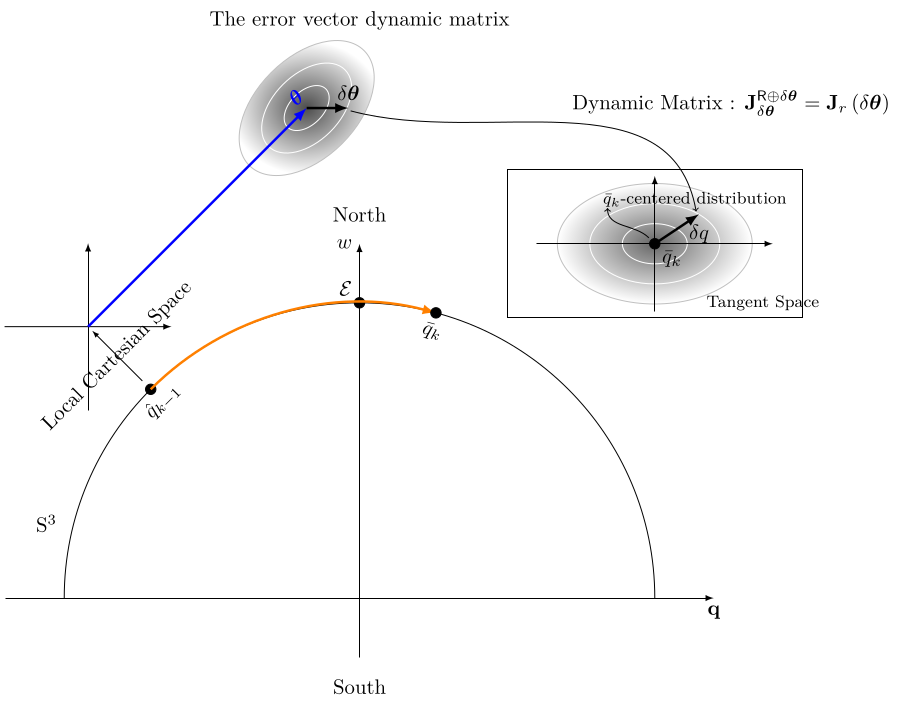 The error vector dynamic matrix
θ
δθ
Dynamic Matrix : J_{δθ}^{R⊕δθ} = J_r (δθ)
North
w
q̄_k-centered distribution
δq
q̄_k
Tangent Space
ℰ
q̄_k
Local Cartesian Space
q̂_{k−1}
S³
q
South